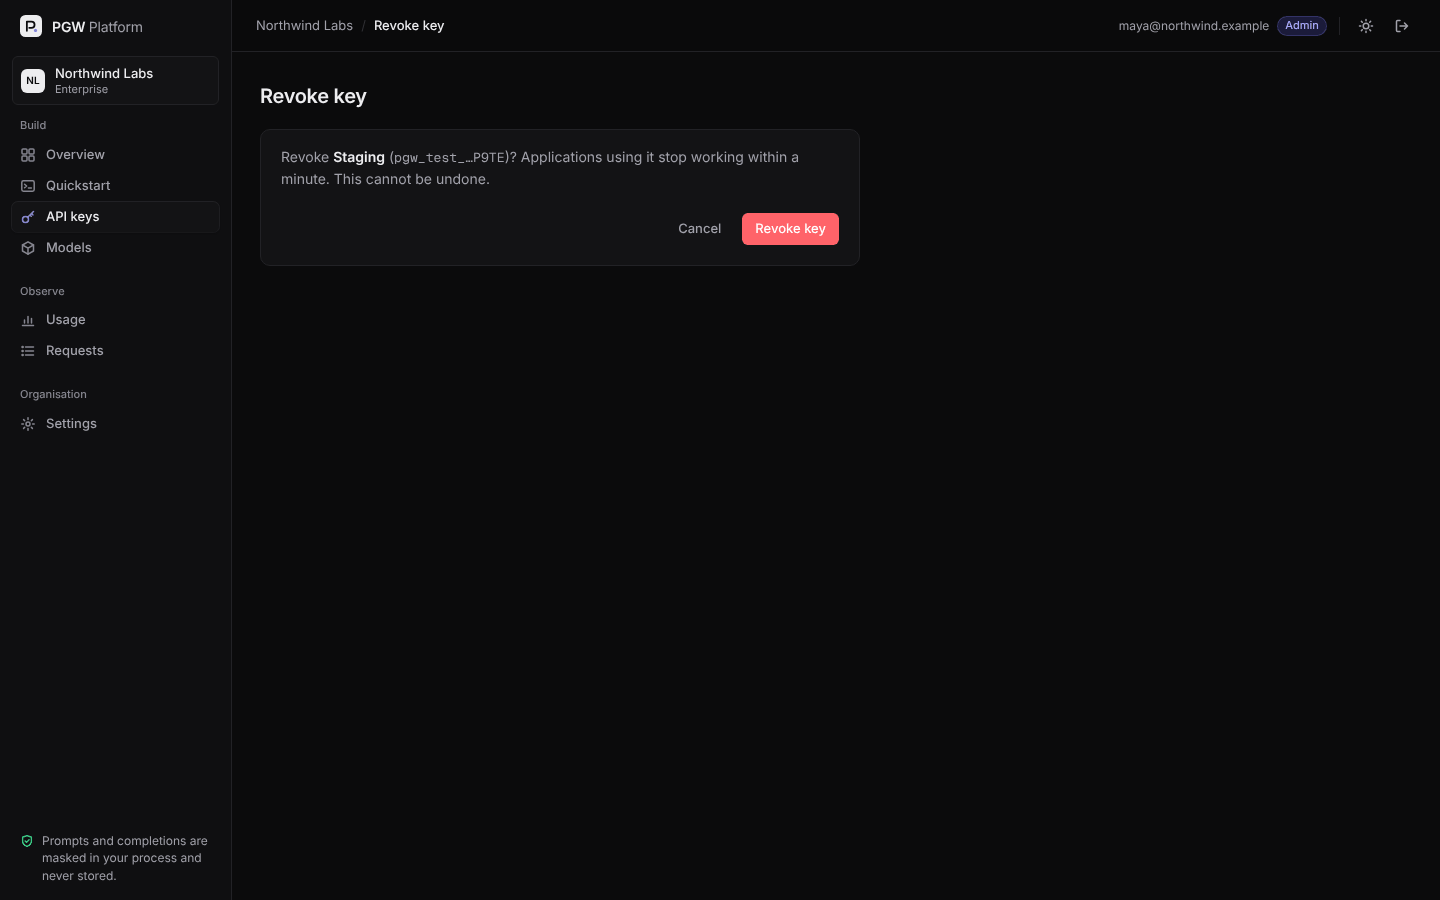 PGW Platform
NL
Northwind Labs
Enterprise
Build
Overview
Quickstart
API keys
Models
Observe
Usage
Requests
Organisation
Settings
Prompts and completions are
masked in your process and
never stored.
Northwind Labs / Revoke key
maya@northwind.example Admin
Revoke key
Revoke Staging (pgw_test_…P9TE)? Applications using it stop working within a
minute. This cannot be undone.
Cancel
Revoke key